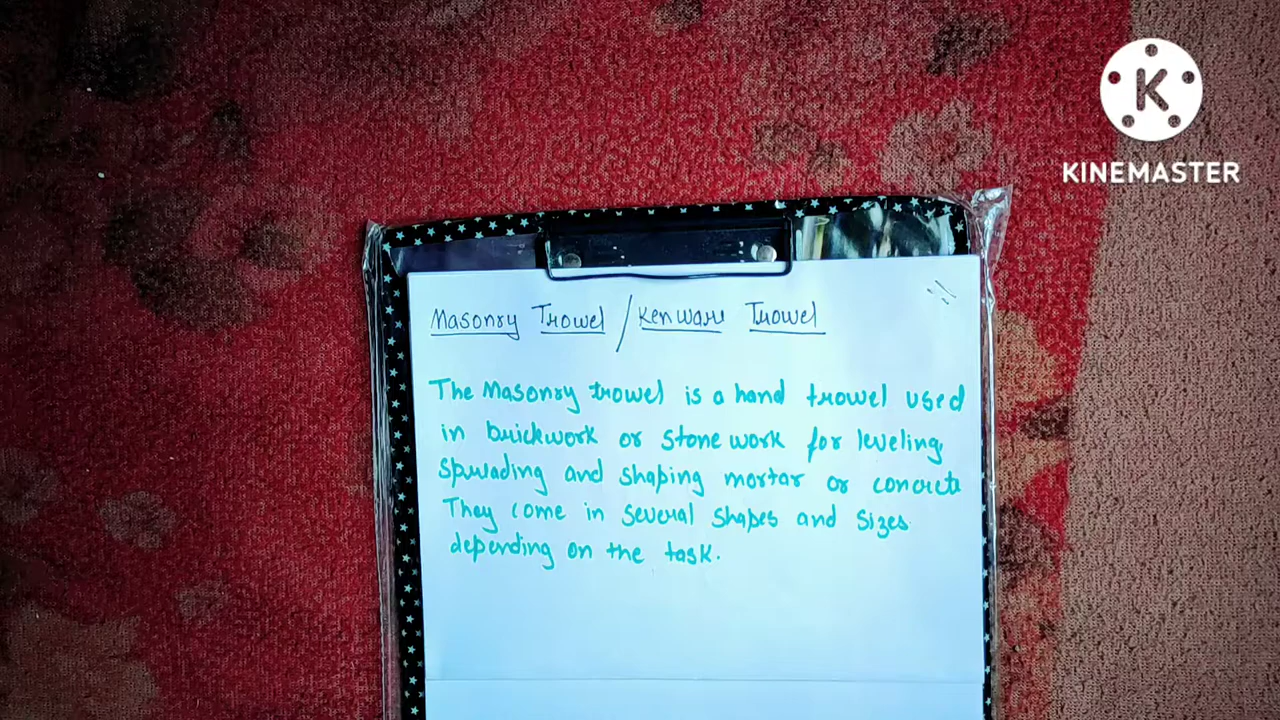 KINEMASTER
Masonry Trowel / Kenware Trowel
The Masonry trowel is a hand trowel used
in brickwork or stone work for leveling,
spreading and shaping mortar or concrete
They come in several shapes and sizes
depending on the task.